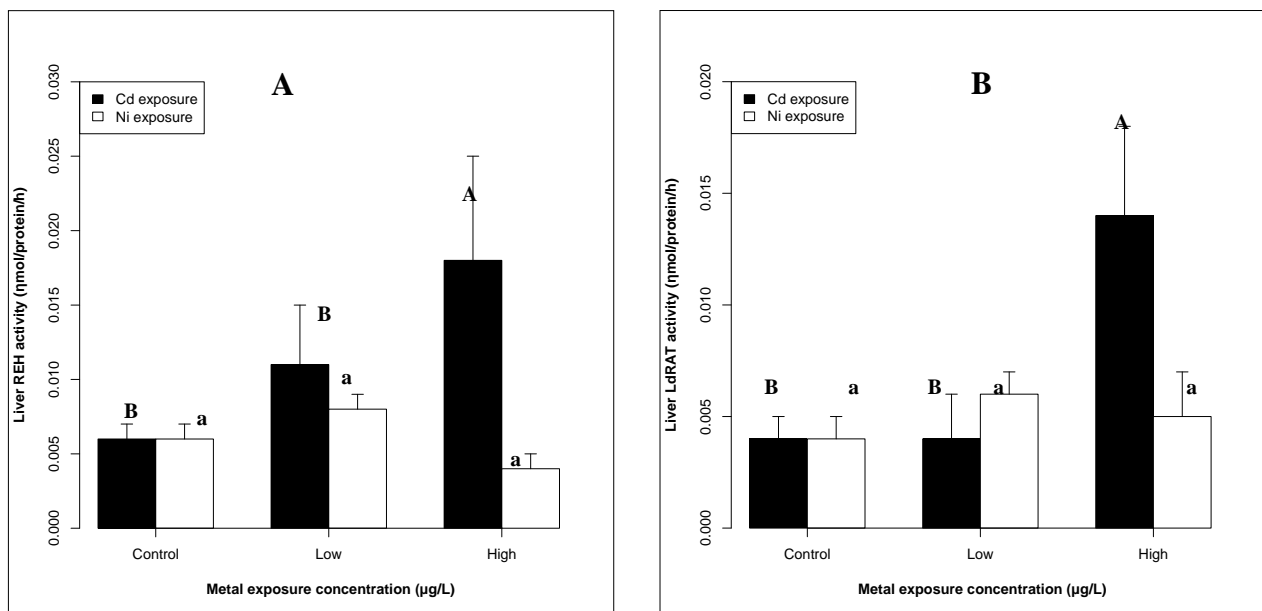 A
Cd exposure
Ni exposure
Liver REH activity (ηmol/protein/h)
0.030
0.025
0.020
0.015
0.010
0.005
0.000
B
a
B
a
A
a
Control
Low
High
Metal exposure concentration (µg/L)
B
Cd exposure
Ni exposure
Liver LdRAT activity (ηmol/protein/h)
0.020
0.015
0.010
0.005
0.000
B
a
B
a
A
a
Control
Low
High
Metal exposure concentration (µg/L)